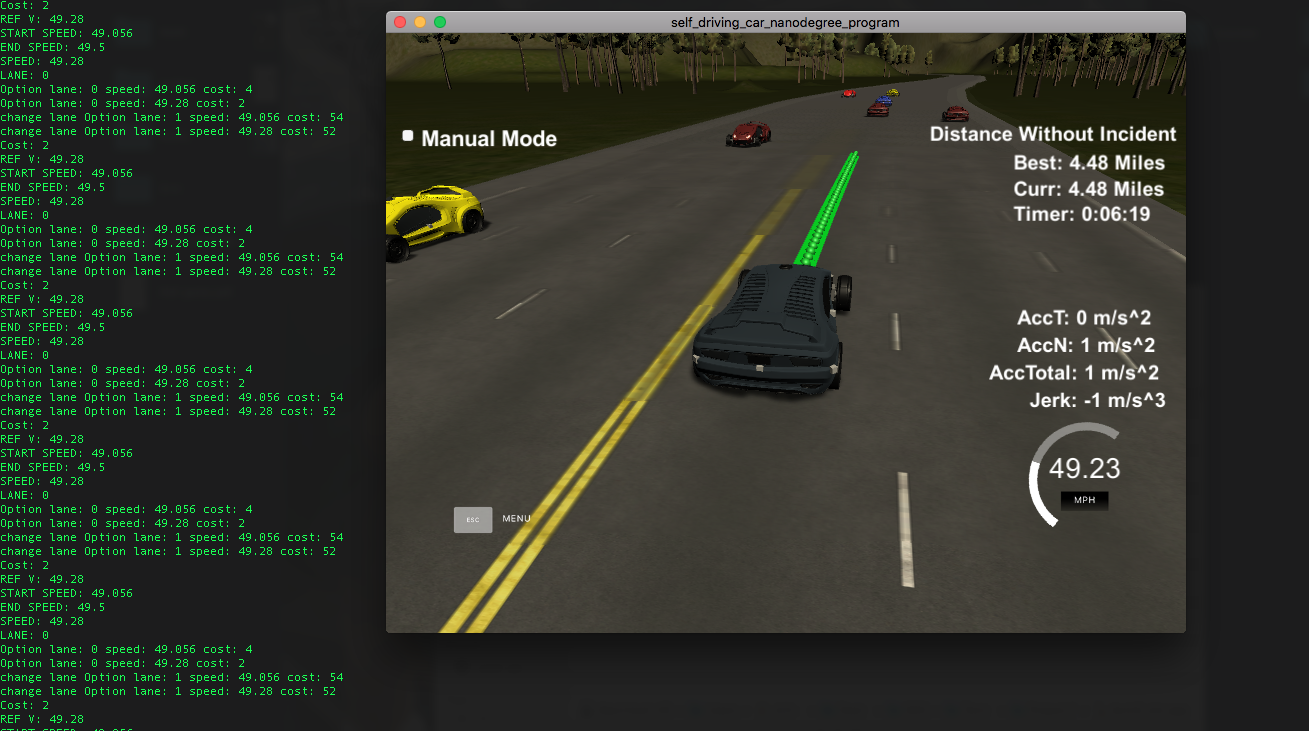 Cost: 2
REF V: 49.28
START SPEED: 49.056
END SPEED: 49.5
SPEED: 49.28
LANE: 0
Option lane: 0 speed: 49.056 cost: 4
Option lane: 0 speed: 49.28 cost: 2
change lane Option lane: 1 speed: 49.056 cost: 54
change lane Option lane: 1 speed: 49.28 cost: 52
Cost: 2
REF V: 49.28
START SPEED: 49.056
END SPEED: 49.5
SPEED: 49.28
LANE: 0
Option lane: 0 speed: 49.056 cost: 4
Option lane: 0 speed: 49.28 cost: 2
change lane Option lane: 1 speed: 49.056 cost: 54
change lane Option lane: 1 speed: 49.28 cost: 52
Cost: 2
REF V: 49.28
START SPEED: 49.056
END SPEED: 49.5
SPEED: 49.28
LANE: 0
Option lane: 0 speed: 49.056 cost: 4
Option lane: 0 speed: 49.28 cost: 2
change lane Option lane: 1 speed: 49.056 cost: 54
change lane Option lane: 1 speed: 49.28 cost: 52
Cost: 2
REF V: 49.28
START SPEED: 49.056
END SPEED: 49.5
SPEED: 49.28
LANE: 0
Option lane: 0 speed: 49.056 cost: 4
Option lane: 0 speed: 49.28 cost: 2
change lane Option lane: 1 speed: 49.056 cost: 54
change lane Option lane: 1 speed: 49.28 cost: 52
Cost: 2
REF V: 49.28
START SPEED: 49.056
END SPEED: 49.5
SPEED: 49.28
LANE: 0
Option lane: 0 speed: 49.056 cost: 4
Option lane: 0 speed: 49.28 cost: 2
change lane Option lane: 1 speed: 49.056 cost: 54
change lane Option lane: 1 speed: 49.28 cost: 52
Cost: 2
REF V: 49.28
START SPEED: 49.056
self_driving_car_nanodegree_program
Manual Mode
Distance Without Incident
Best: 4.48 Miles
Curr: 4.48 Miles
Timer: 0:06:19
AccT: 0 m/s^2
AccN: 1 m/s^2
AccTotal: 1 m/s^2
Jerk: -1 m/s^3
49.23
MPH
ESC MENU